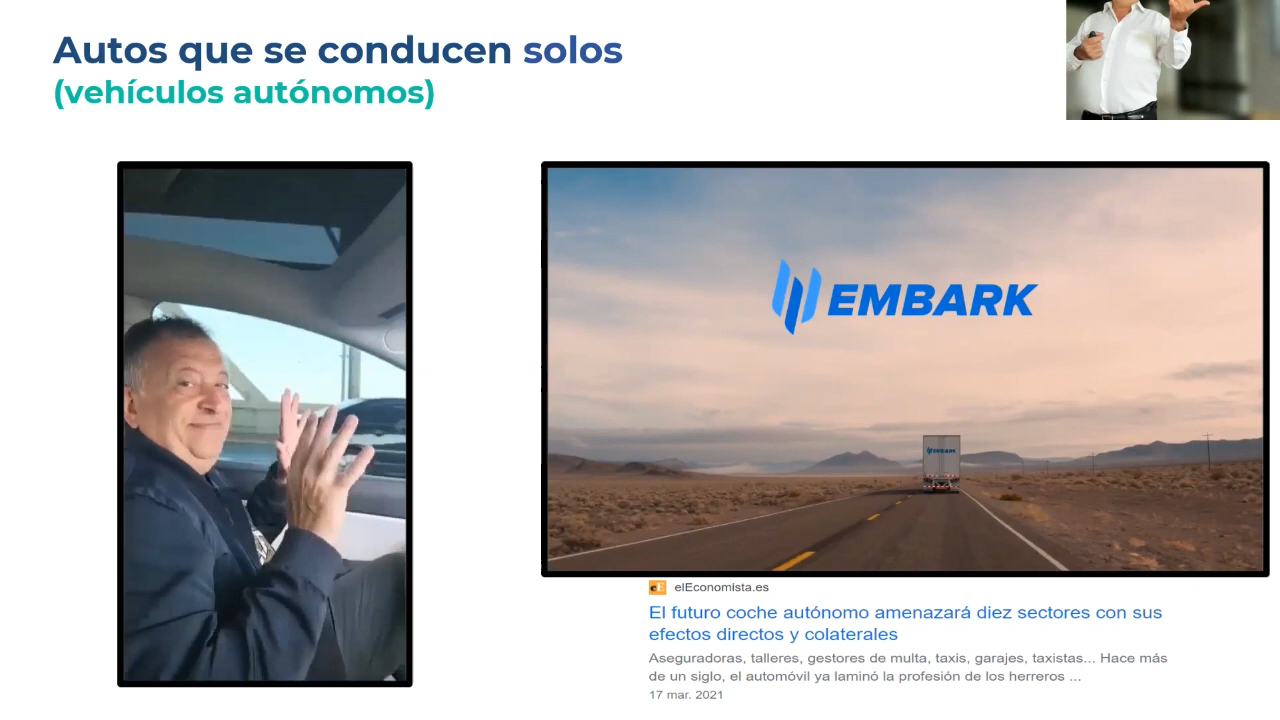 Autos que se conducen solos
(vehículos autónomos)
EMBARK
EMBARK
elEconomista.es
El futuro coche autónomo amenazará diez sectores con sus
efectos directos y colaterales
Aseguradoras, talleres, gestores de multa, taxis, garajes, taxistas... Hace más
de un siglo, el automóvil ya laminó la profesión de los herreros ...
17 mar. 2021